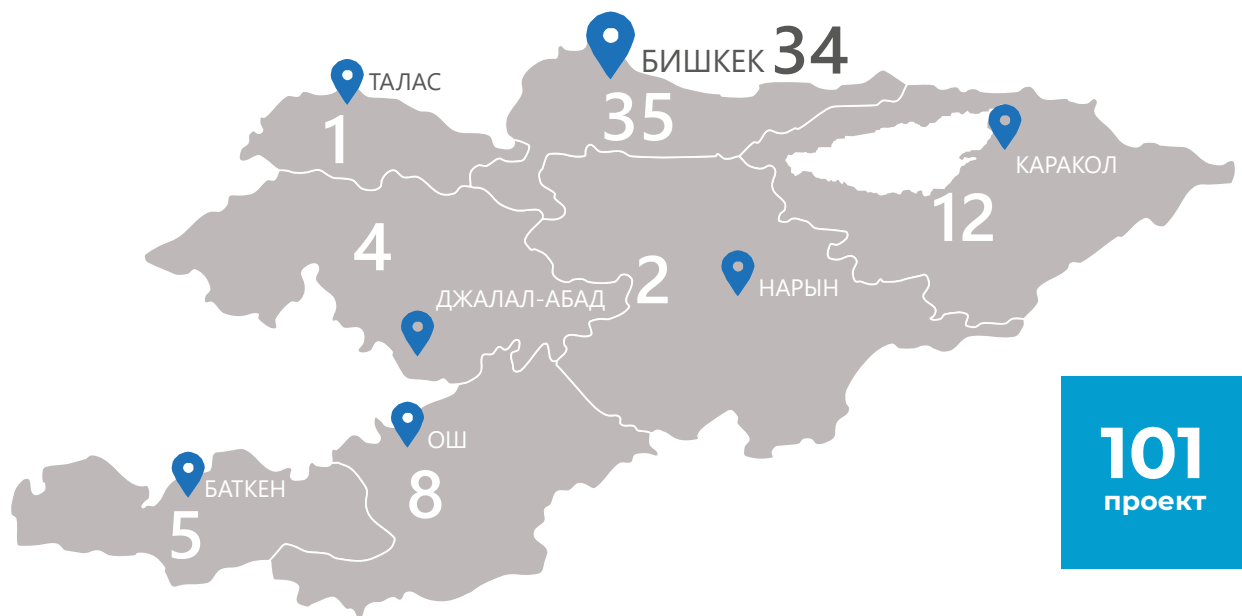 БИШКЕК 34
ТАЛАС
35
1
КАРАКОЛ
12
4
2
НАРЫН
ДЖАЛАЛ-АБАД
101
проект
ОШ
8
БАТКЕН
5